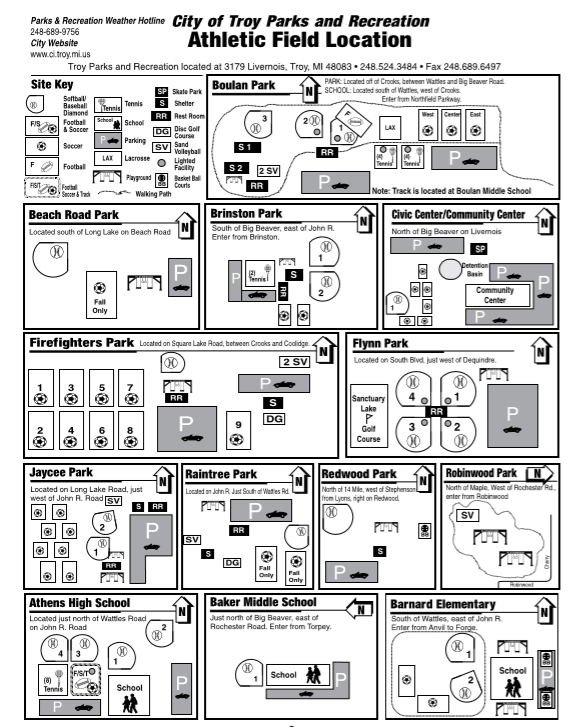 Parks & Recreation Weather Hotline
248-689-9756
City Website
www.ci.troy.mi.us
City of Troy Parks and Recreation
Athletic Field Location
Troy Parks and Recreation located at 3179 Livernois, Troy, MI 48083 • 248.524.3484 • Fax 248.689.6497
Site Key
Softball/
Baseball
Diamond
F/S
Football
& Soccer
Soccer
F
Football
F/S/T
Football
Soccer & Track
Tennis
Tennis
School
School
P
Parking
LAX
Lacrosse
Playground
Walking Path
SP
Skate Park
S
Shelter
RR
Rest Room
DG
Disc Golf
Course
SV
Sand
Volleyball
Lighted
Facility
Basket Ball
Courts
Boulan Park
N
PARK: Located off of Crooks, between Wattles and Big Beaver Road.
SCHOOL: Located south of Wattles, west of Crooks.
Enter from Northfield Parkway.
3
2
1
F
S 1
S 2
2 SV
RR
RR
LAX
West
Center
East
(4)
Tennis
(4)
Tennis
P
P
Note: Track is located at Boulan Middle School
Beach Road Park
N
Located south of Long Lake on Beach Road
Fall
Only
P
Brinston Park
N
South of Big Beaver, east of John R.
Enter from Brinston.
P
(2)
Tennis
S
RR
1
2
Civic Center/Community Center
N
North of Big Beaver on Livernois
P
SP
Detention
Basin
P
Community
Center
P
1
Firefighters Park
Located on Square Lake Road, between Crooks and Coolidge.
N
1
3
5
7
2
4
6
8
RR
P
2 SV
P
S
DG
9
Flynn Park
N
Located on South Blvd, just west of Dequindre.
Sanctuary
Lake
Golf
Course
4
1
RR
3
2
P
Jaycee Park
N
Located on Long Lake Road, just
west of John R. Road
SV
S
RR
2
1
RR
P
Raintree Park
N
Located on John R. Just South of Wattles Rd.
P
RR
SV
S
DG
Fall
Only
Fall
Only
Redwood Park
N
North of 14 Mile, west of Stephenson
from Lyons, right on Redwood.
S
P
Robinwood Park
N
North of Maple, West of Rochester Rd.,
enter from Robinwood
SV
Robinwood
Athens High School
N
Located just north of Wattles Road
on John R. Road
2
4
3
1
(8)
Tennis
F/S/T
School
P
P
Baker Middle School
N
Just north of Big Beaver, east of
Rochester Road. Enter from Torpey.
1
School
P
Barnard Elementary
N
South of Wattles, east of John R.
Enter from Anvil to Forge.
1
2
School
P